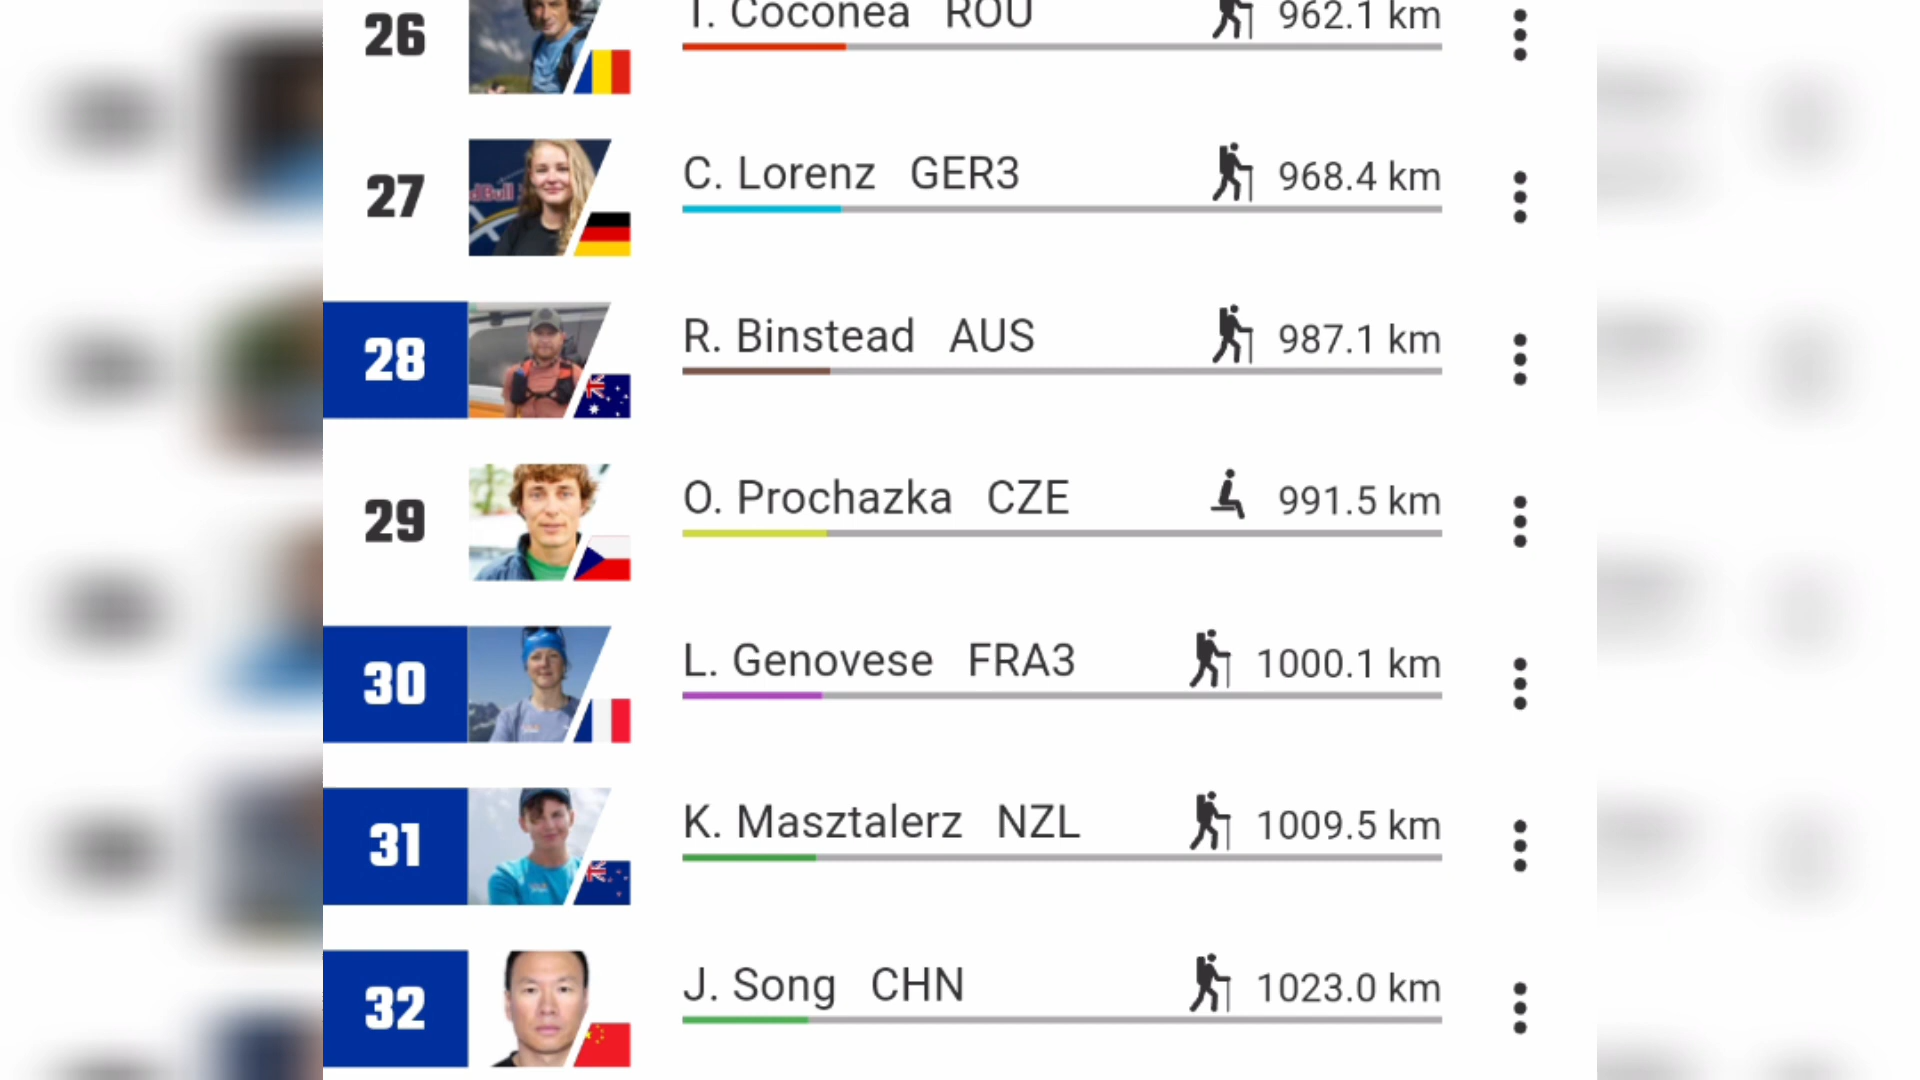 26 T. Coconea ROU 962.1 km
27 C. Lorenz GER3 968.4 km
dBull
28 R. Binstead AUS 987.1 km
29 O. Prochazka CZE 991.5 km
30 L. Genovese FRA3 1000.1 km
31 K. Masztalerz NZL 1009.5 km
32 J. Song CHN 1023.0 km